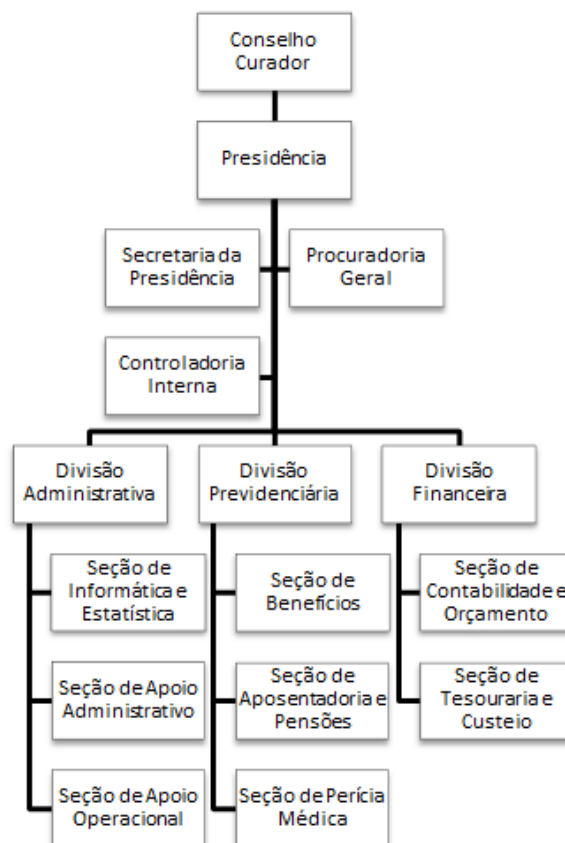 Conselho
Curador
Presidência
Secretaria da
Presidência
Procuradoria
Geral
Controladoria
Interna
Divisão
Administrativa
Divisão
Previdenciária
Divisão
Financeira
Seção de
Informática e
Estatística
Seção de
Benefícios
Seção de
Contabilidade e
Orçamento
Seção de Apoio
Administrativo
Seção de
Aposentadoria e
Pensões
Seção de
Tesouraria e
Custeio
Seção de Apoio
Operacional
Seção de Perícia
Médica